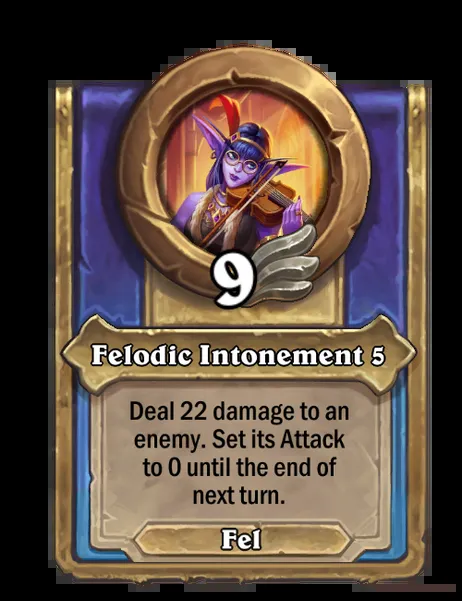 9
Felodic Intonement 5
Deal 22 damage to an
enemy. Set its Attack
to 0 until the end of
next turn.
Fel